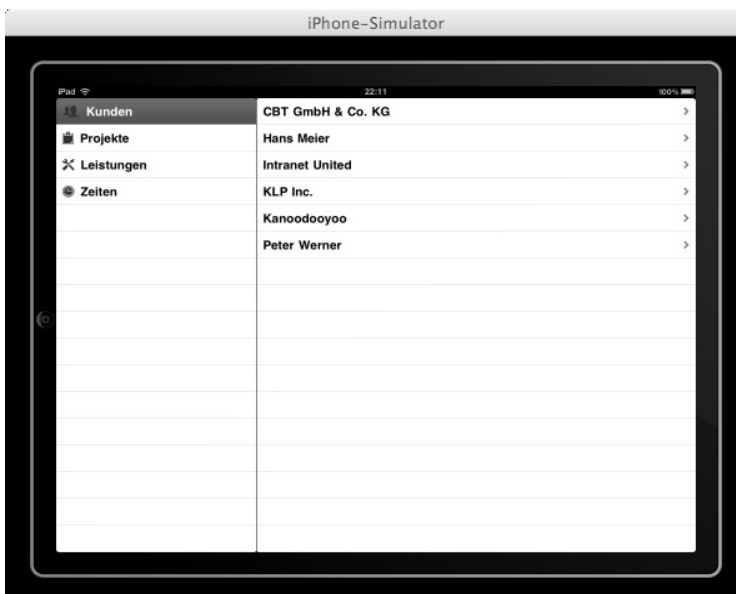 iPhone-Simulator
iPad 22:11 100%
Kunden
Projekte
Leistungen
Zeiten
CBT GmbH & Co. KG
Hans Meier
Intranet United
KLP Inc.
Kanoodooyoo
Peter Werner